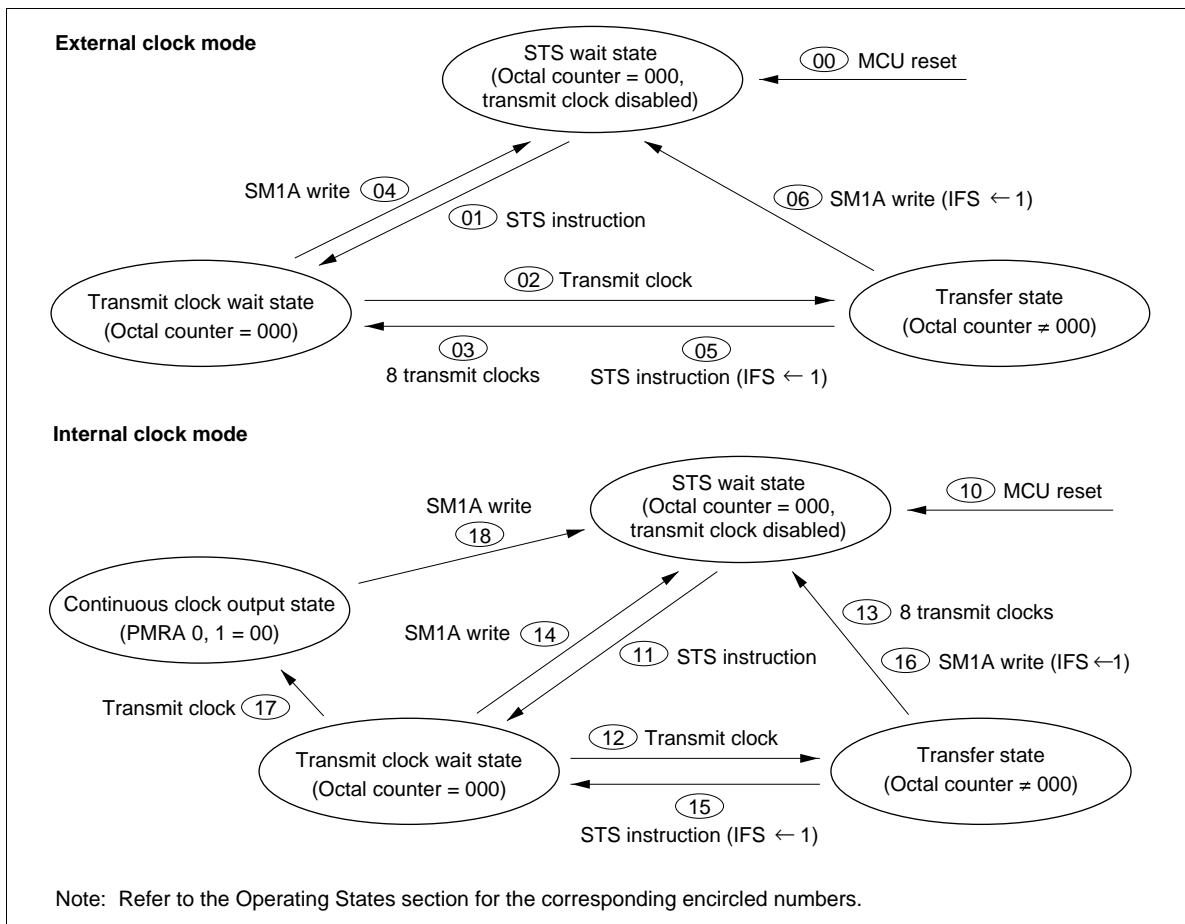 External clock mode
STS wait state
(Octal counter = 000,
transmit clock disabled)
00 MCU reset
SM1A write 04
01 STS instruction
06 SM1A write (IFS ← 1)
Transmit clock wait state
(Octal counter = 000)
02 Transmit clock
Transfer state
(Octal counter ≠ 000)
03
8 transmit clocks
05
STS instruction (IFS ← 1)
Internal clock mode
STS wait state
(Octal counter = 000,
transmit clock disabled)
10 MCU reset
SM1A write
18
Continuous clock output state
(PMRA 0, 1 = 00)
SM1A write 14
11 STS instruction
13 8 transmit clocks
16 SM1A write (IFS ←1)
Transmit clock 17
Transmit clock wait state
(Octal counter = 000)
12 Transmit clock
Transfer state
(Octal counter ≠ 000)
15
STS instruction (IFS ← 1)
Note: Refer to the Operating States section for the corresponding encircled numbers.